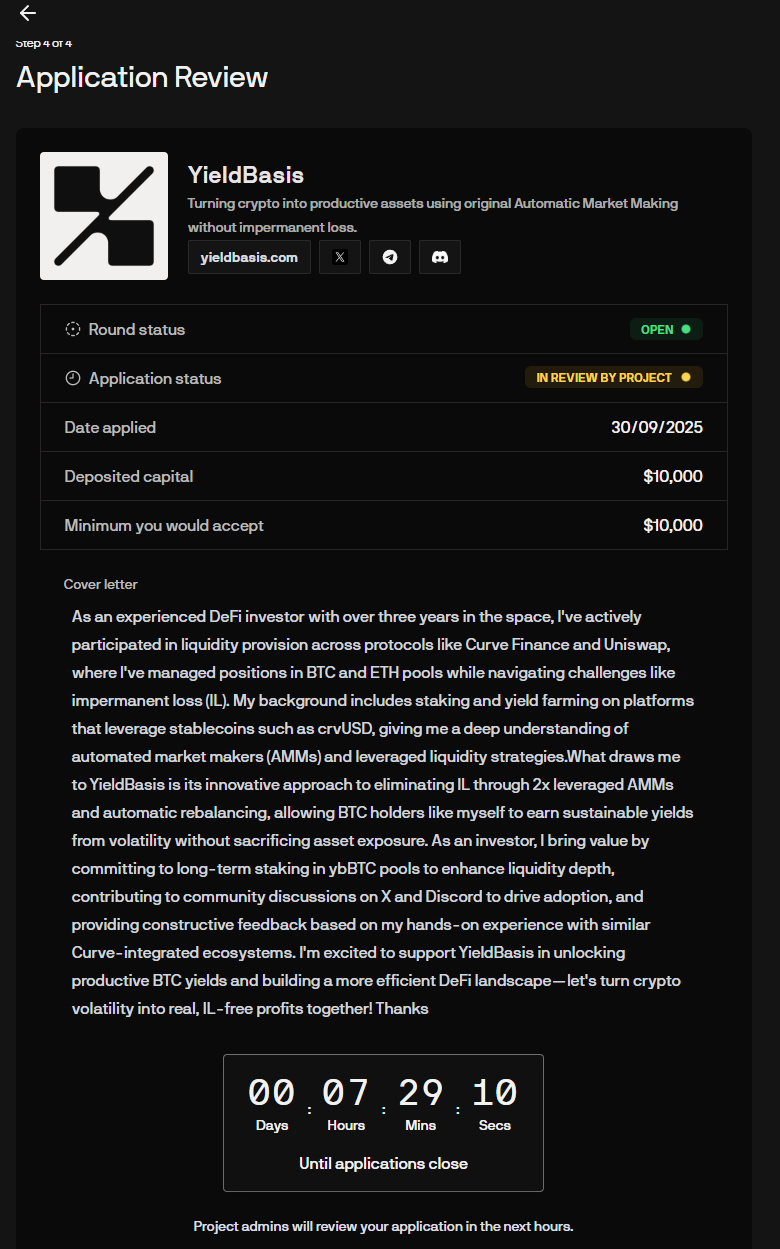 Step 4 of 4
Application Review
YieldBasis
Turning crypto into productive assets using original Automatic Market Making
without impermanent loss.
yieldbasis.com
Round status
OPEN
Application status
IN REVIEW BY PROJECT
Date applied
30/09/2025
Deposited capital
$10,000
Minimum you would accept
$10,000
Cover letter
As an experienced DeFi investor with over three years in the space, I've actively
participated in liquidity provision across protocols like Curve Finance and Uniswap,
where I've managed positions in BTC and ETH pools while navigating challenges like
impermanent loss (IL). My background includes staking and yield farming on platforms
that leverage stablecoins such as crvUSD, giving me a deep understanding of
automated market makers (AMMs) and leveraged liquidity strategies.What draws me
to YieldBasis is its innovative approach to eliminating IL through 2x leveraged AMMs
and automatic rebalancing, allowing BTC holders like myself to earn sustainable yields
from volatility without sacrificing asset exposure. As an investor, I bring value by
committing to long-term staking in ybBTC pools to enhance liquidity depth,
contributing to community discussions on X and Discord to drive adoption, and
providing constructive feedback based on my hands-on experience with similar
Curve-integrated ecosystems. I'm excited to support YieldBasis in unlocking
productive BTC yields and building a more efficient DeFi landscape—let's turn crypto
volatility into real, IL-free profits together! Thanks
00 : 07 : 29 : 10
Days Hours Mins Secs
Until applications close
Project admins will review your application in the next hours.